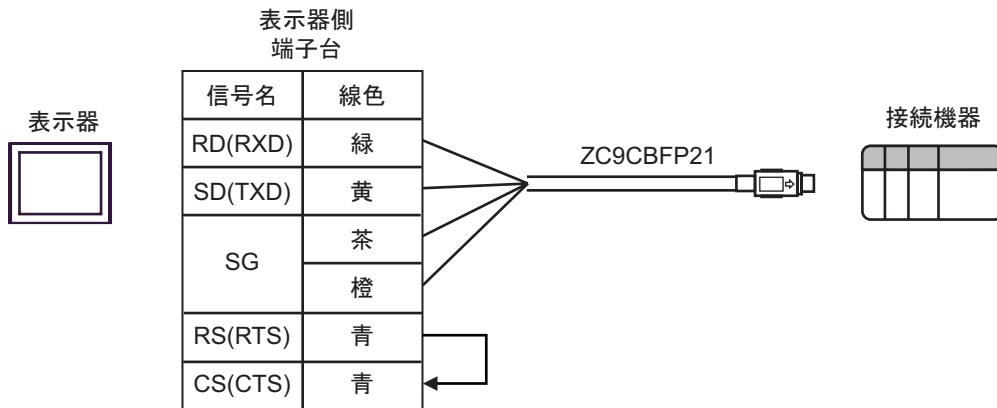 表示器側
端子台
表示器
信号名 線色
RD(RXD) 緑
SD(TXD) 黄
SG 茶
橙
RS(RTS) 青
CS(CTS) 青
ZC9CBFP21
接続機器